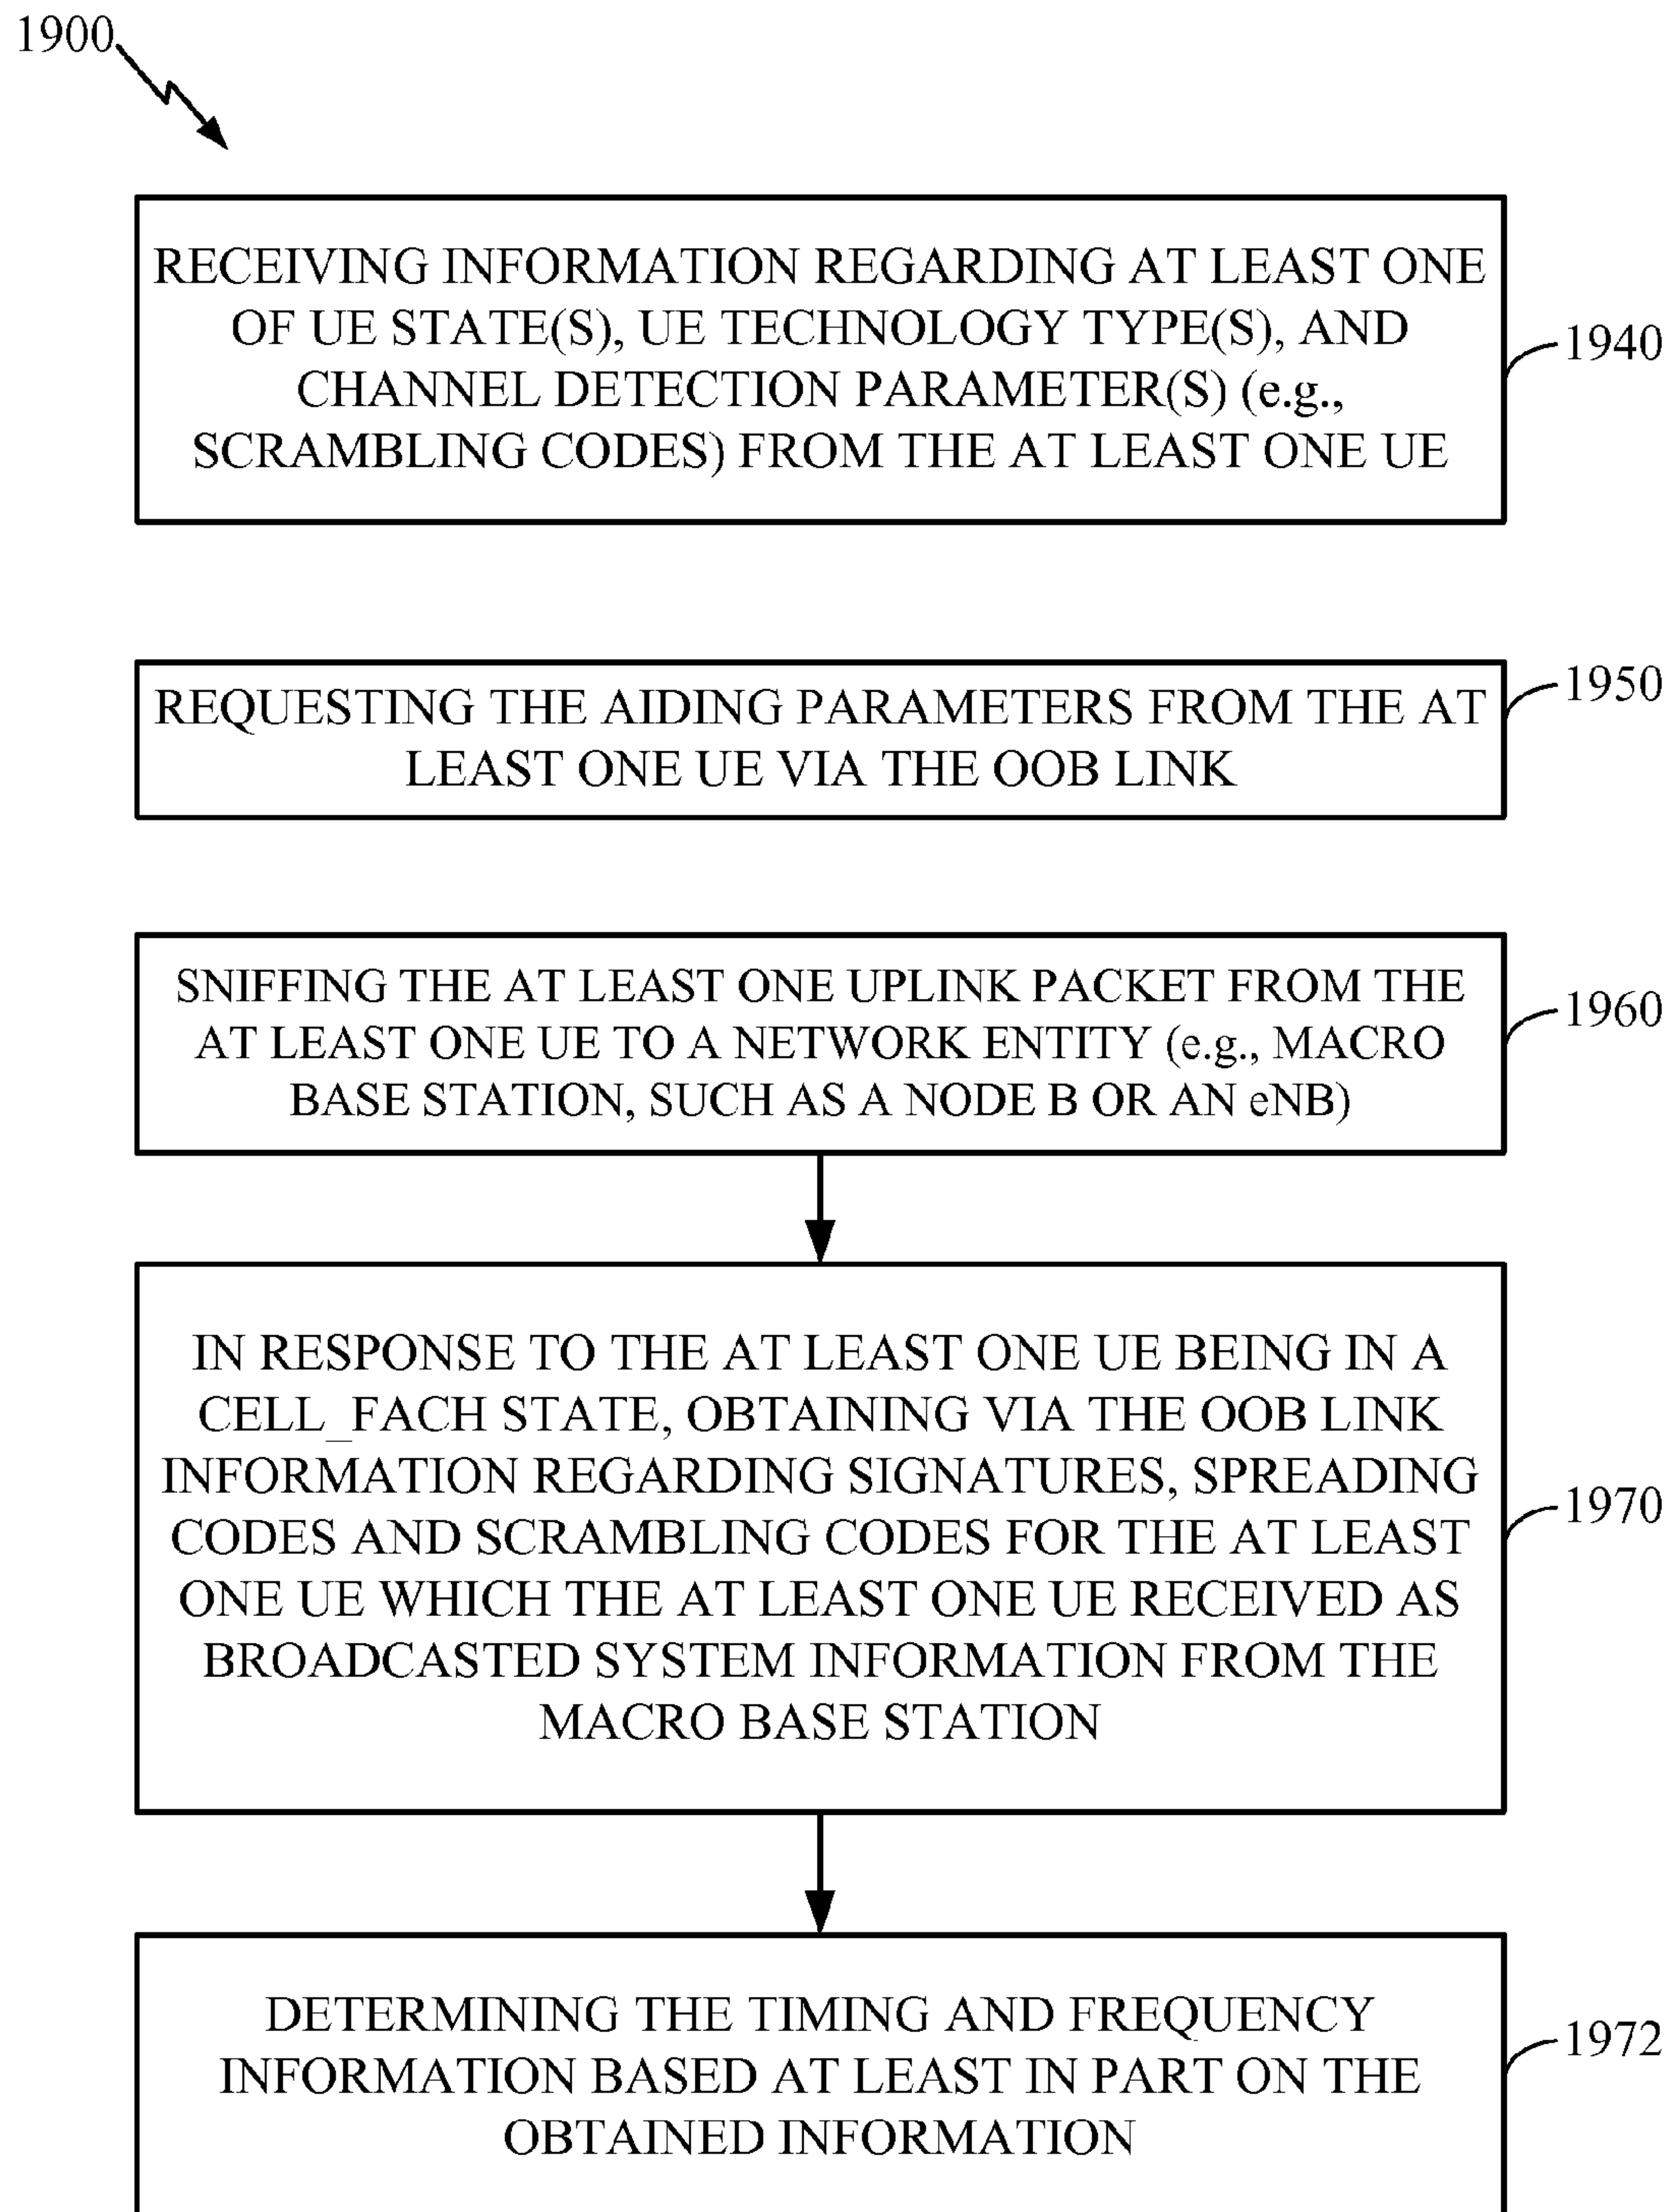 1900
RECEIVING INFORMATION REGARDING AT LEAST ONE
OF UE STATE(S), UE TECHNOLOGY TYPE(S), AND
CHANNEL DETECTION PARAMETER(S) (e.g.,
SCRAMBLING CODES) FROM THE AT LEAST ONE UE
1940
REQUESTING THE AIDING PARAMETERS FROM THE AT
LEAST ONE UE VIA THE OOB LINK
1950
SNIFFING THE AT LEAST ONE UPLINK PACKET FROM THE
AT LEAST ONE UE TO A NETWORK ENTITY (e.g., MACRO
BASE STATION, SUCH AS A NODE B OR AN eNB)
1960
IN RESPONSE TO THE AT LEAST ONE UE BEING IN A
CELL_FACH STATE, OBTAINING VIA THE OOB LINK
INFORMATION REGARDING SIGNATURES, SPREADING
CODES AND SCRAMBLING CODES FOR THE AT LEAST
ONE UE WHICH THE AT LEAST ONE UE RECEIVED AS
BROADCASTED SYSTEM INFORMATION FROM THE
MACRO BASE STATION
1970
DETERMINING THE TIMING AND FREQUENCY
INFORMATION BASED AT LEAST IN PART ON THE
OBTAINED INFORMATION
1972